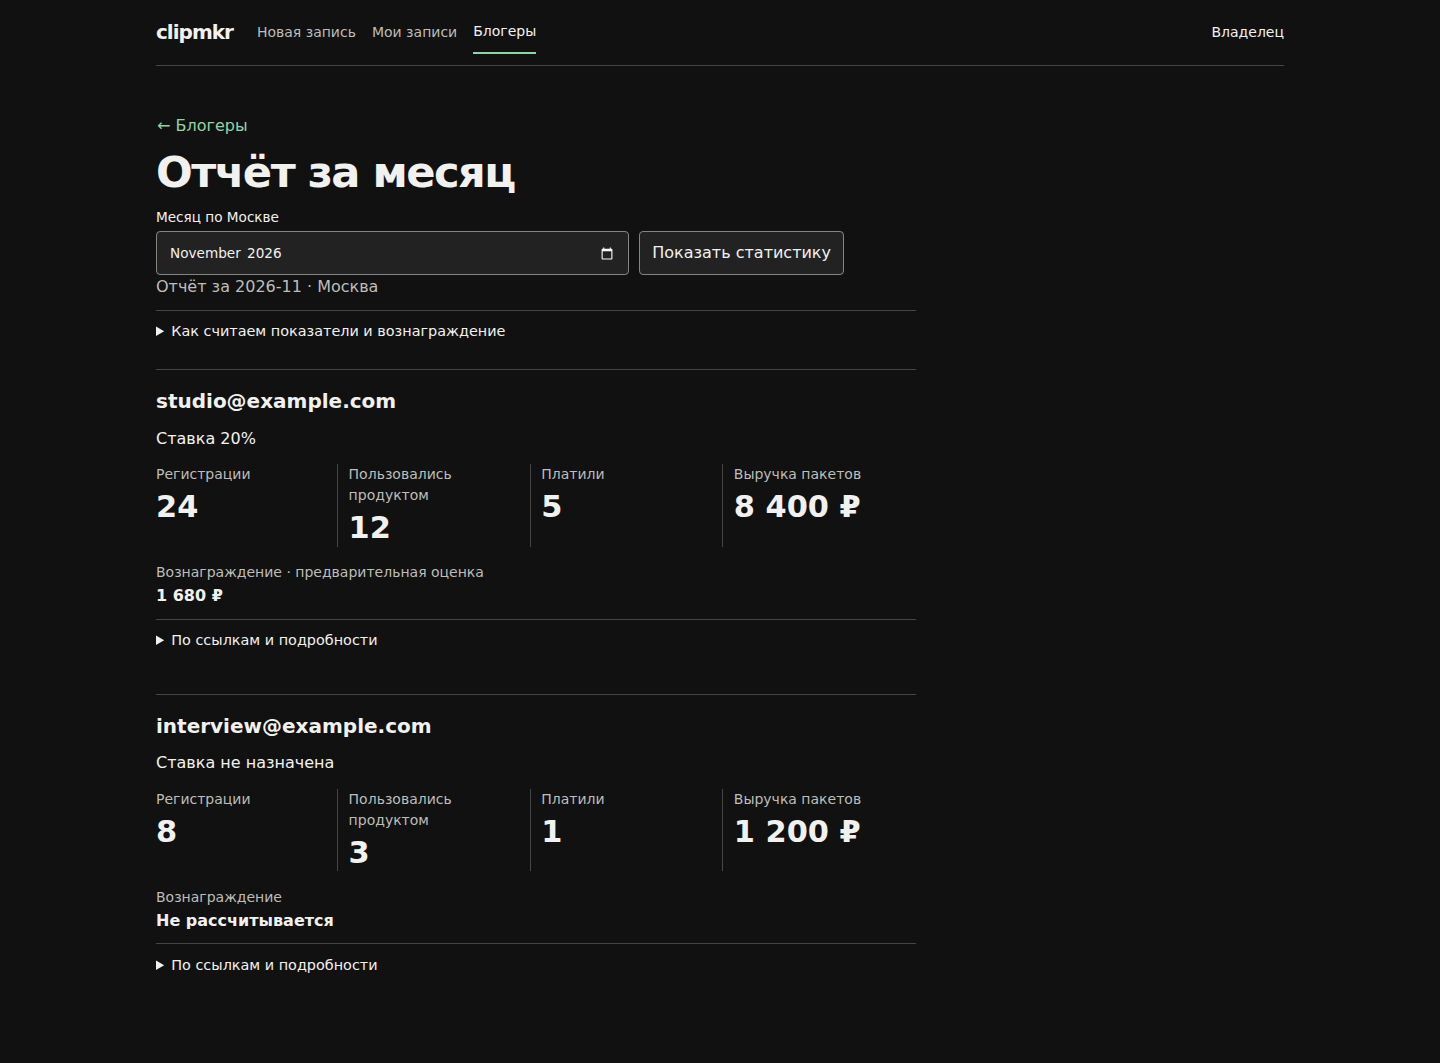 clipmkr Новая запись Мои записи Блогеры Владелец
← Блогеры
Отчёт за месяц
Месяц по Москве
November 2026 Показать статистику
Отчёт за 2026-11 · Москва
Как считаем показатели и вознаграждение
studio@example.com
Ставка 20%
Регистрации Пользовались продуктом Платили Выручка пакетов
24 12 5 8 400 ₽
Вознаграждение · предварительная оценка
1 680 ₽
По ссылкам и подробности
interview@example.com
Ставка не назначена
Регистрации Пользовались продуктом Платили Выручка пакетов
8 3 1 1 200 ₽
Вознаграждение
Не рассчитывается
По ссылкам и подробности